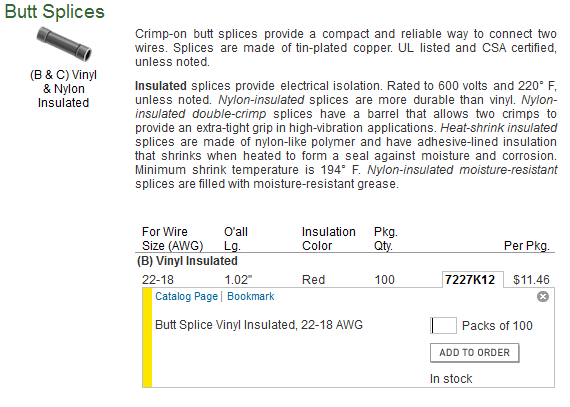 Butt Splices
(B & C) Vinyl
& Nylon
Insulated
Crimp-on butt splices provide a compact and reliable way to connect two
wires. Splices are made of tin-plated copper. UL listed and CSA certified,
unless noted.
Insulated splices provide electrical isolation. Rated to 600 volts and 220° F,
unless noted. Nylon-insulated splices are more durable than vinyl. Nylon-
insulated double-crimp splices have a barrel that allows two crimps to
provide an extra-tight grip in high-vibration applications. Heat-shrink insulated
splices are made of nylon-like polymer and have adhesive-lined insulation
that shrinks when heated to form a seal against moisture and corrosion.
Minimum shrink temperature is 194° F. Nylon-insulated moisture-resistant
splices are filled with moisture-resistant grease.
For Wire O'all Insulation Pkg.
Size (AWG) Lg. Color Qty. Per Pkg.
(B) Vinyl Insulated
22-18 1.02" Red 100 7227K12 $11.46
Catalog Page | Bookmark
Butt Splice Vinyl Insulated, 22-18 AWG Packs of 100
ADD TO ORDER
In stock